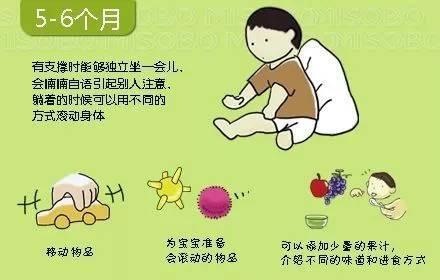 5-6个月
有支撑时能够独立坐一会儿,
会喃喃自语引起别人注意,
躺着的时候可以用不同的
方式滚动身体
移动物品
为宝宝准备
会滚动的物品
可以添加少量的果汁,
介绍不同的味道和进食方式